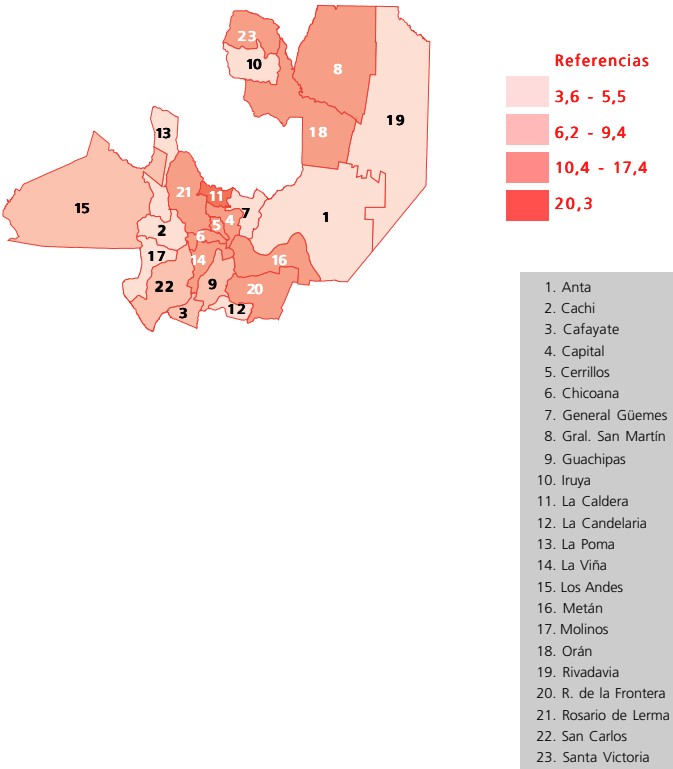 23
10
8
19
18
13
21
11
15
7
1
4
5
2
6
17
14
16
22
9
20
3
12
Referencias
3,6 - 5,5
6,2 - 9,4
10,4 - 17,4
20,3
1. Anta
2. Cachi
3. Cafayate
4. Capital
5. Cerrillos
6. Chicoana
7. General Güemes
8. Gral. San Martín
9. Guachipas
10. Iruya
11. La Caldera
12. La Candelaria
13. La Poma
14. La Viña
15. Los Andes
16. Metán
17. Molinos
18. Orán
19. Rivadavia
20. R. de la Frontera
21. Rosario de Lerma
22. San Carlos
23. Santa Victoria